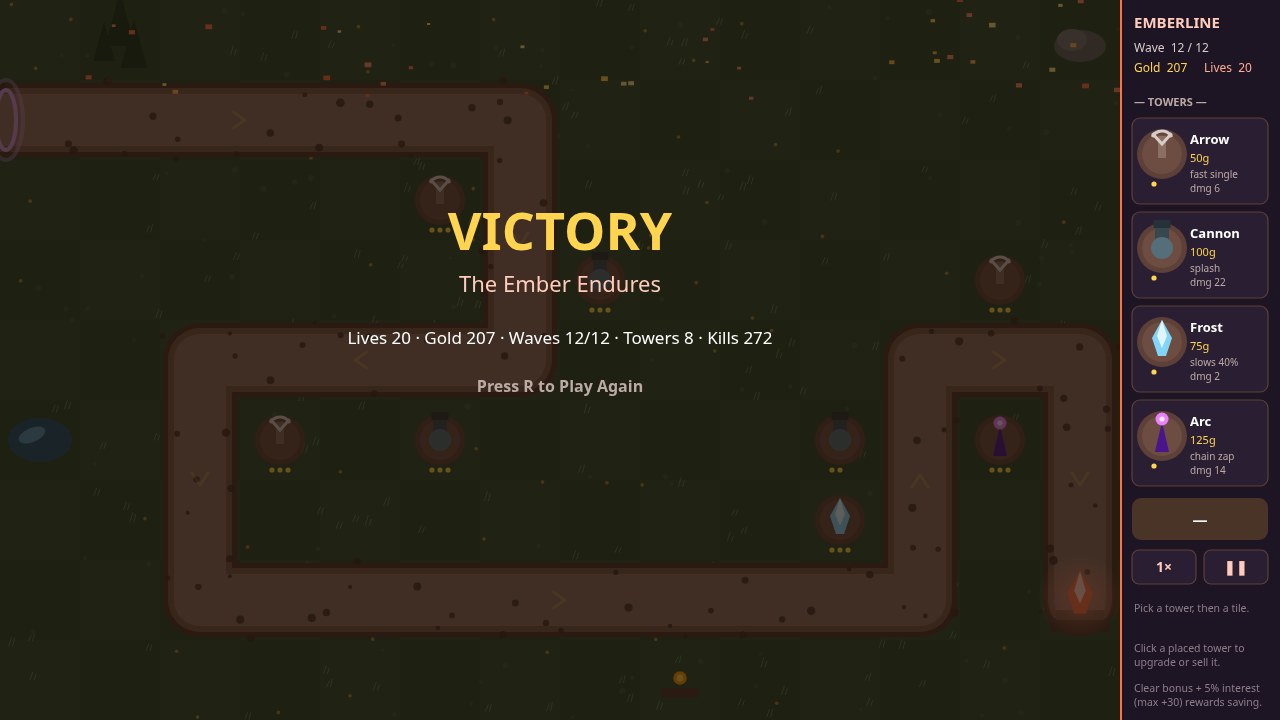 VICTORY
The Ember Endures
Lives 20 · Gold 207 · Waves 12/12 · Towers 8 · Kills 272
Press R to Play Again
EMBERLINE
Wave 12 / 12
Gold 207 Lives 20
— TOWERS —
Arrow
50g
fast single
dmg 6
Cannon
100g
splash
dmg 22
Frost
75g
slows 40%
dmg 2
Arc
125g
chain zap
dmg 14
—
1×
Pick a tower, then a tile.
Click a placed tower to
upgrade or sell it.
Clear bonus + 5% interest
(max +30) rewards saving.